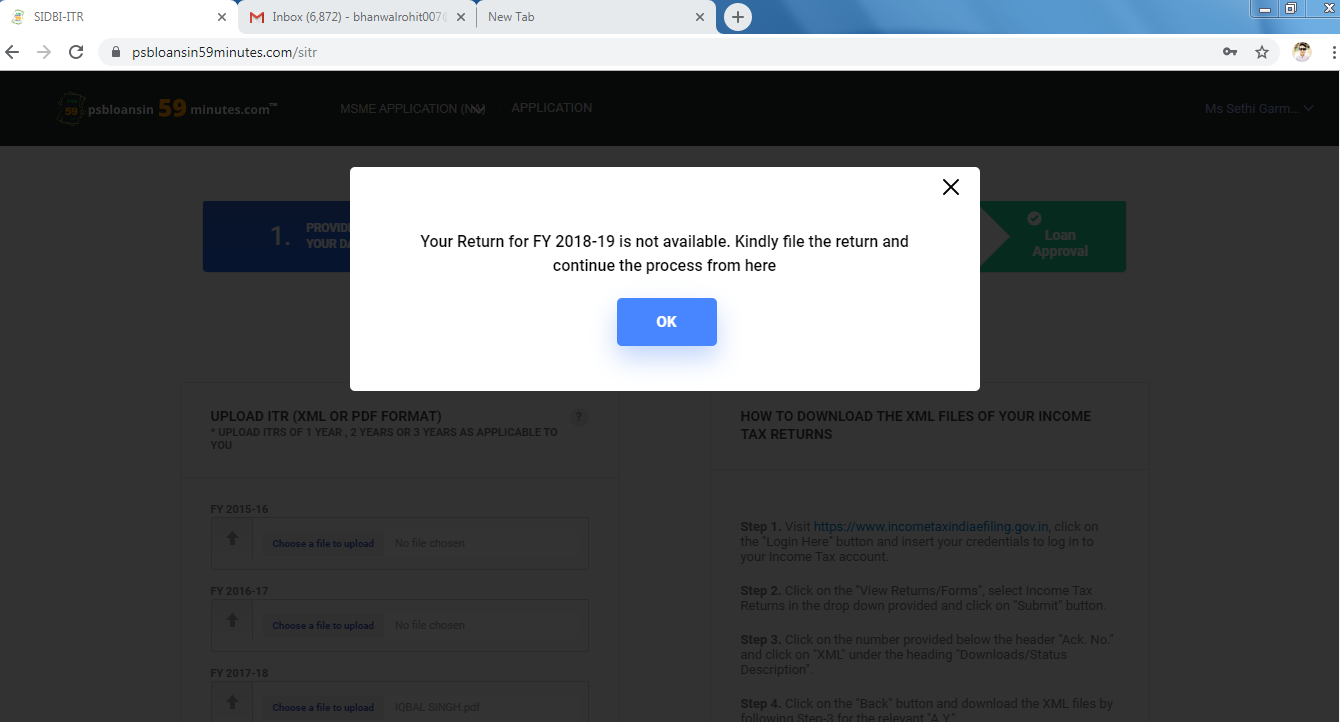 SIDBI-ITR
Inbox (6,872) - bhanwalrohit007@
New Tab
psbloansin59minutes.com/sitr
psbloansin 59 minutes.com™
MSME APPLICATION (NM)
APPLICATION
Ms Sethi Garm...
Your Return for FY 2018-19 is not available. Kindly file the return and
continue the process from here
OK
1.
PROVIDE
YOUR DA
Loan
Approval
UPLOAD ITR (XML OR PDF FORMAT)
* UPLOAD ITRS OF 1 YEAR , 2 YEARS OR 3 YEARS AS APPLICABLE TO
YOU
?
FY 2015-16
Choose a file to upload No file chosen
FY 2016-17
Choose a file to upload No file chosen
FY 2017-18
Choose a file to upload IQBAL SINGH.pdf
HOW TO DOWNLOAD THE XML FILES OF YOUR INCOME
TAX RETURNS
Step 1. Visit https://www.incometaxindiaefiling.gov.in, click on
the "Login Here" button and insert your credentials to log in to
your Income Tax account.
Step 2. Click on the "View Returns/Forms", select Income Tax
Returns in the drop down provided and click on "Submit" button.
Step 3. Click on the number provided below the header "Ack. No."
and click on "XML" under the heading "Downloads/Status
Description".
Step 4. Click on the "Back" button and download the XML files by
following Step-3 for the relevant "A.Y."